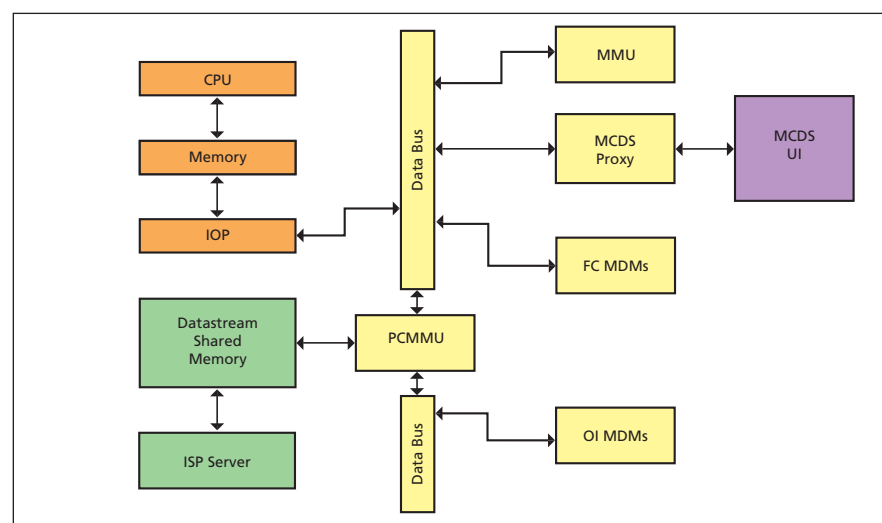 CPU
Memory
IOP
Data Bus
MMU
MCDS
Proxy
MCDS
UI
FC MDMs
Datastream
Shared
Memory
PCMMU
ISP Server
Data Bus
OI MDMs